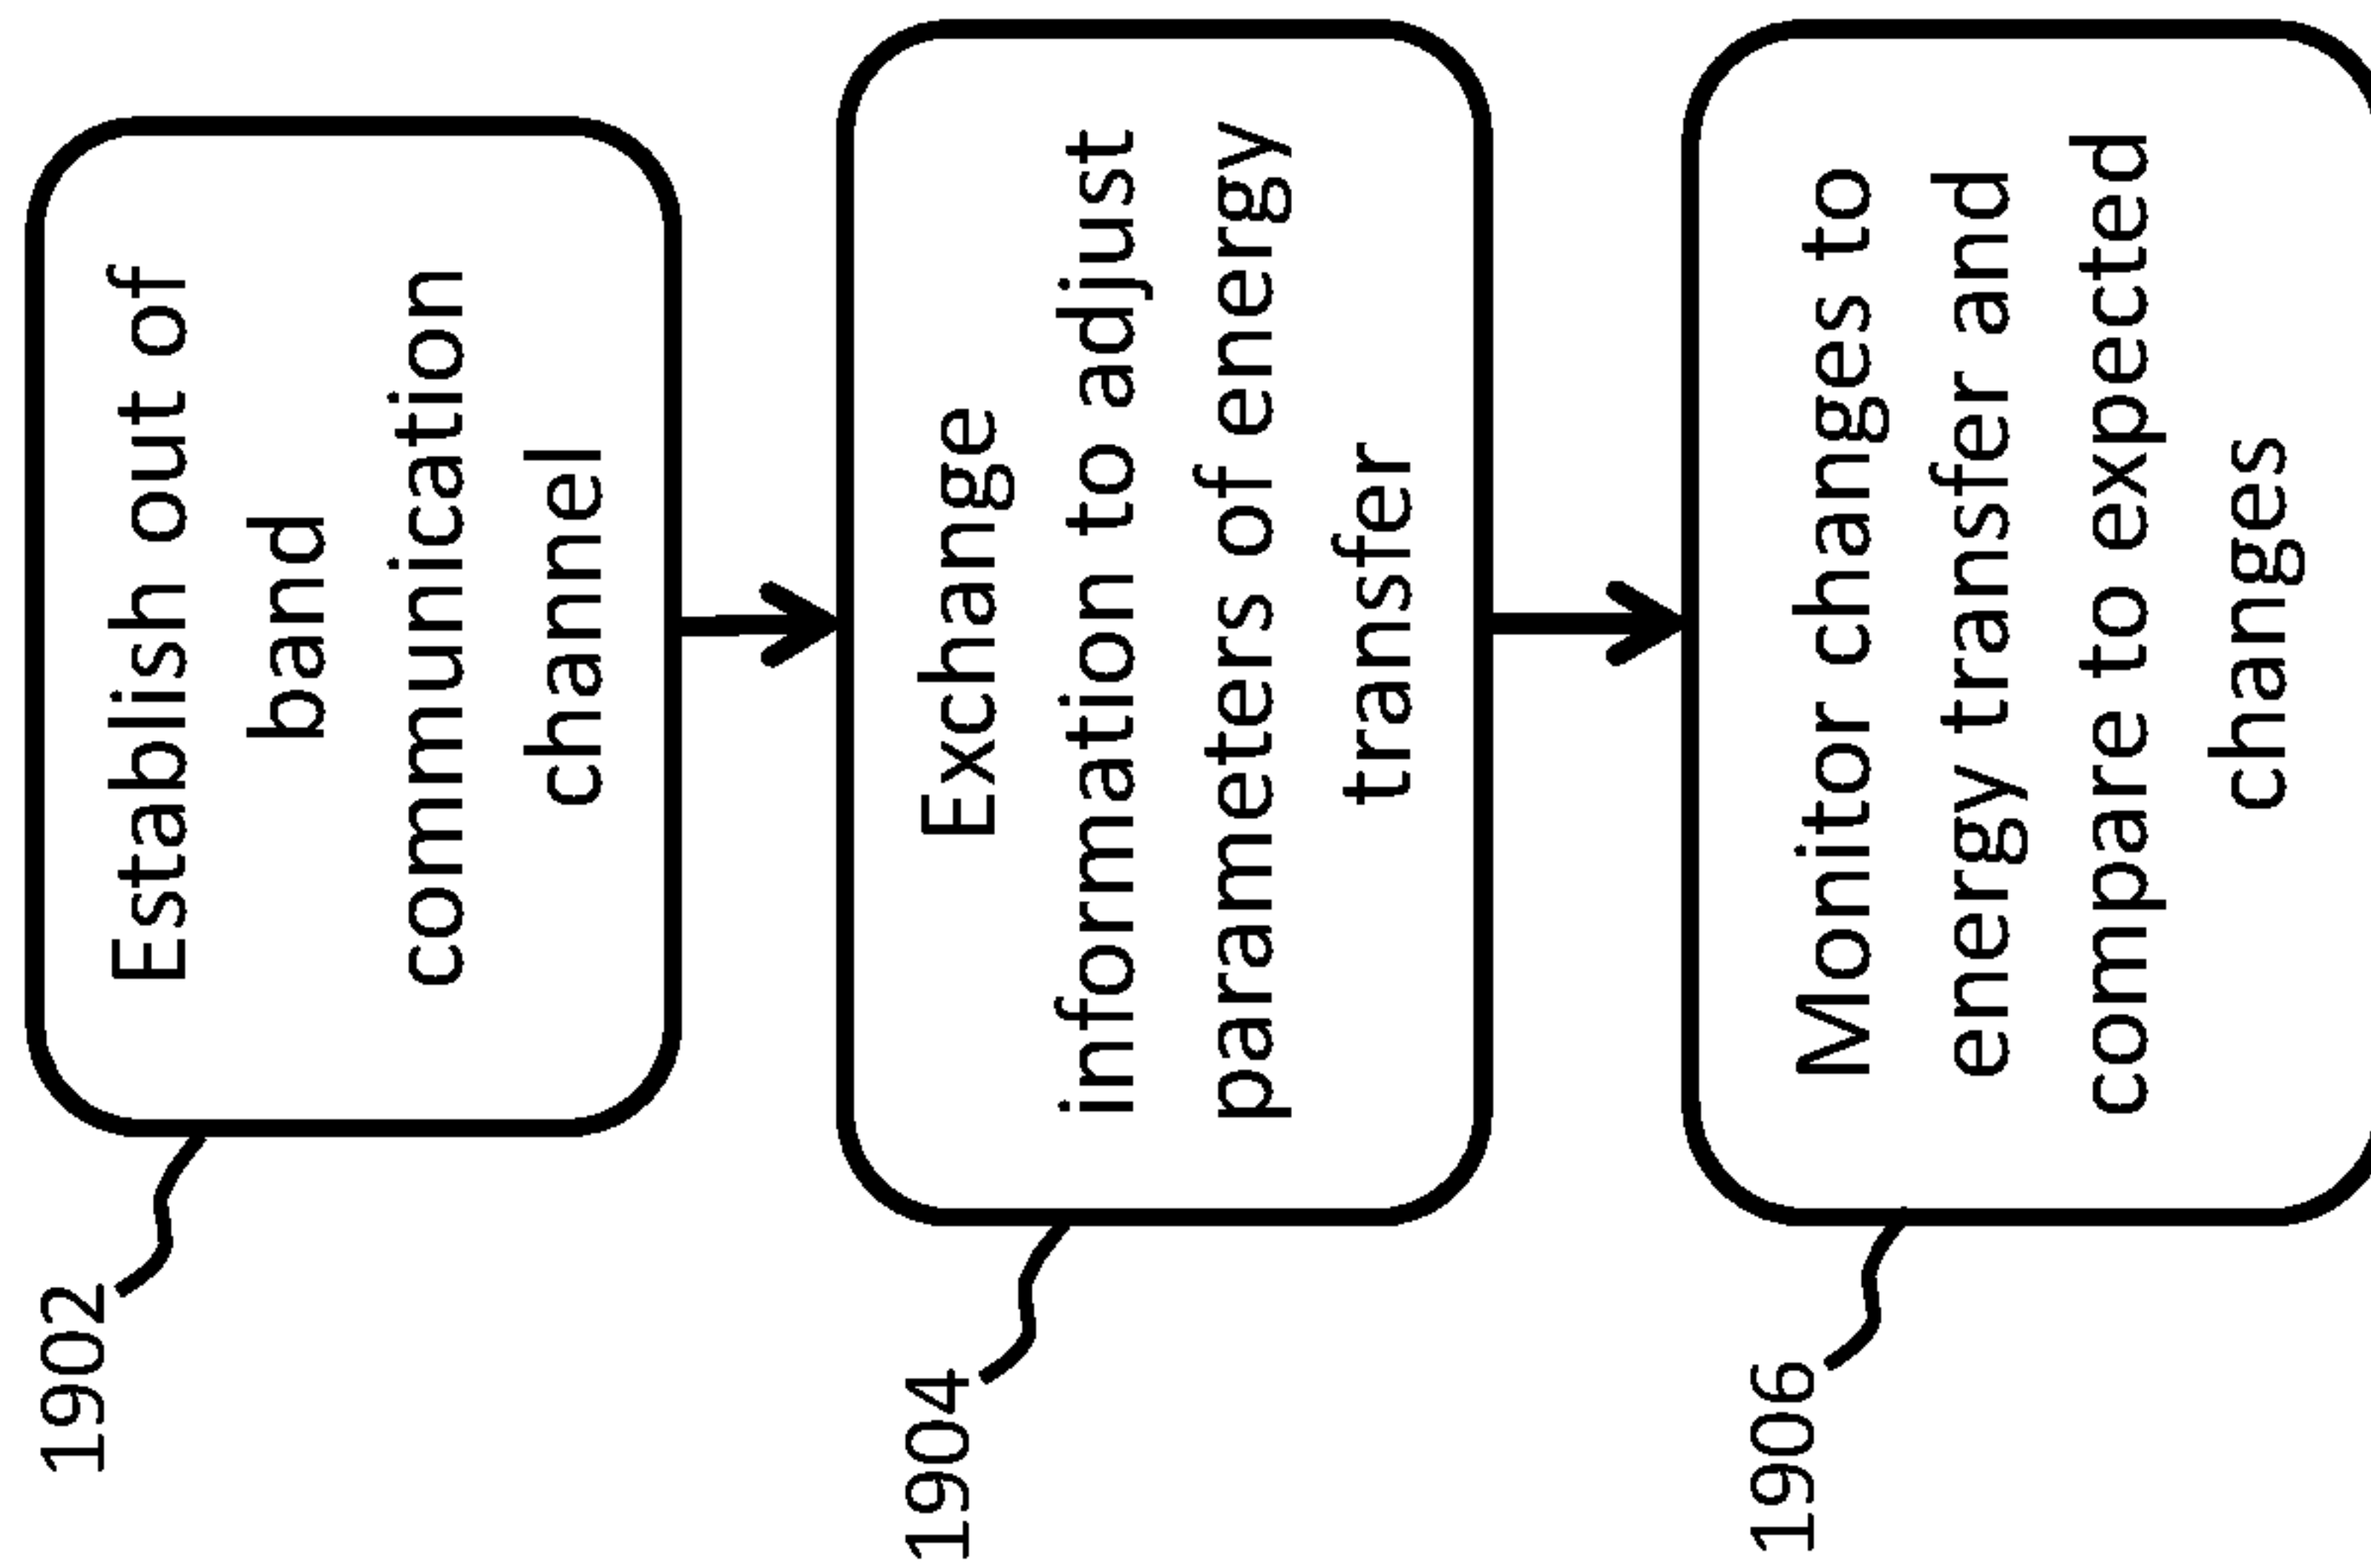 1902
Establish out of
band
communication
channel
1904
Exchange
information to adjust
parameters of energy
transfer
1906
Monitor changes to
energy transfer and
compare to expected
changes